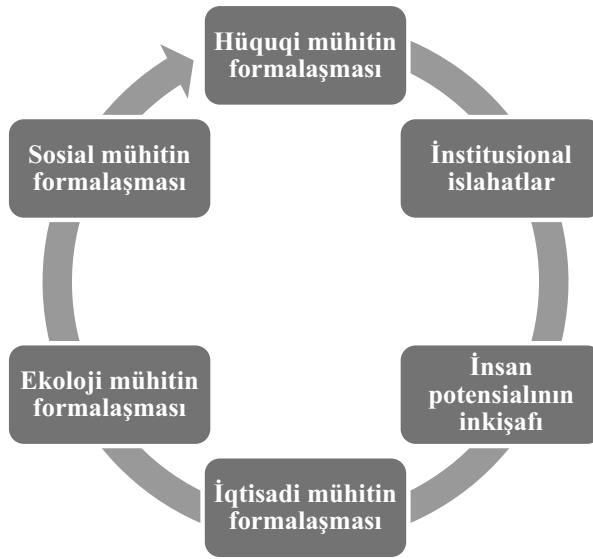 Hüquqi mühitin
formalaşması
İnstitusional
islahatlar
İnsan
potensialının
inkişafı
İqtisadi mühitin
formalaşması
Ekoloji mühitin
formalaşması
Sosial mühitin
formalaşması